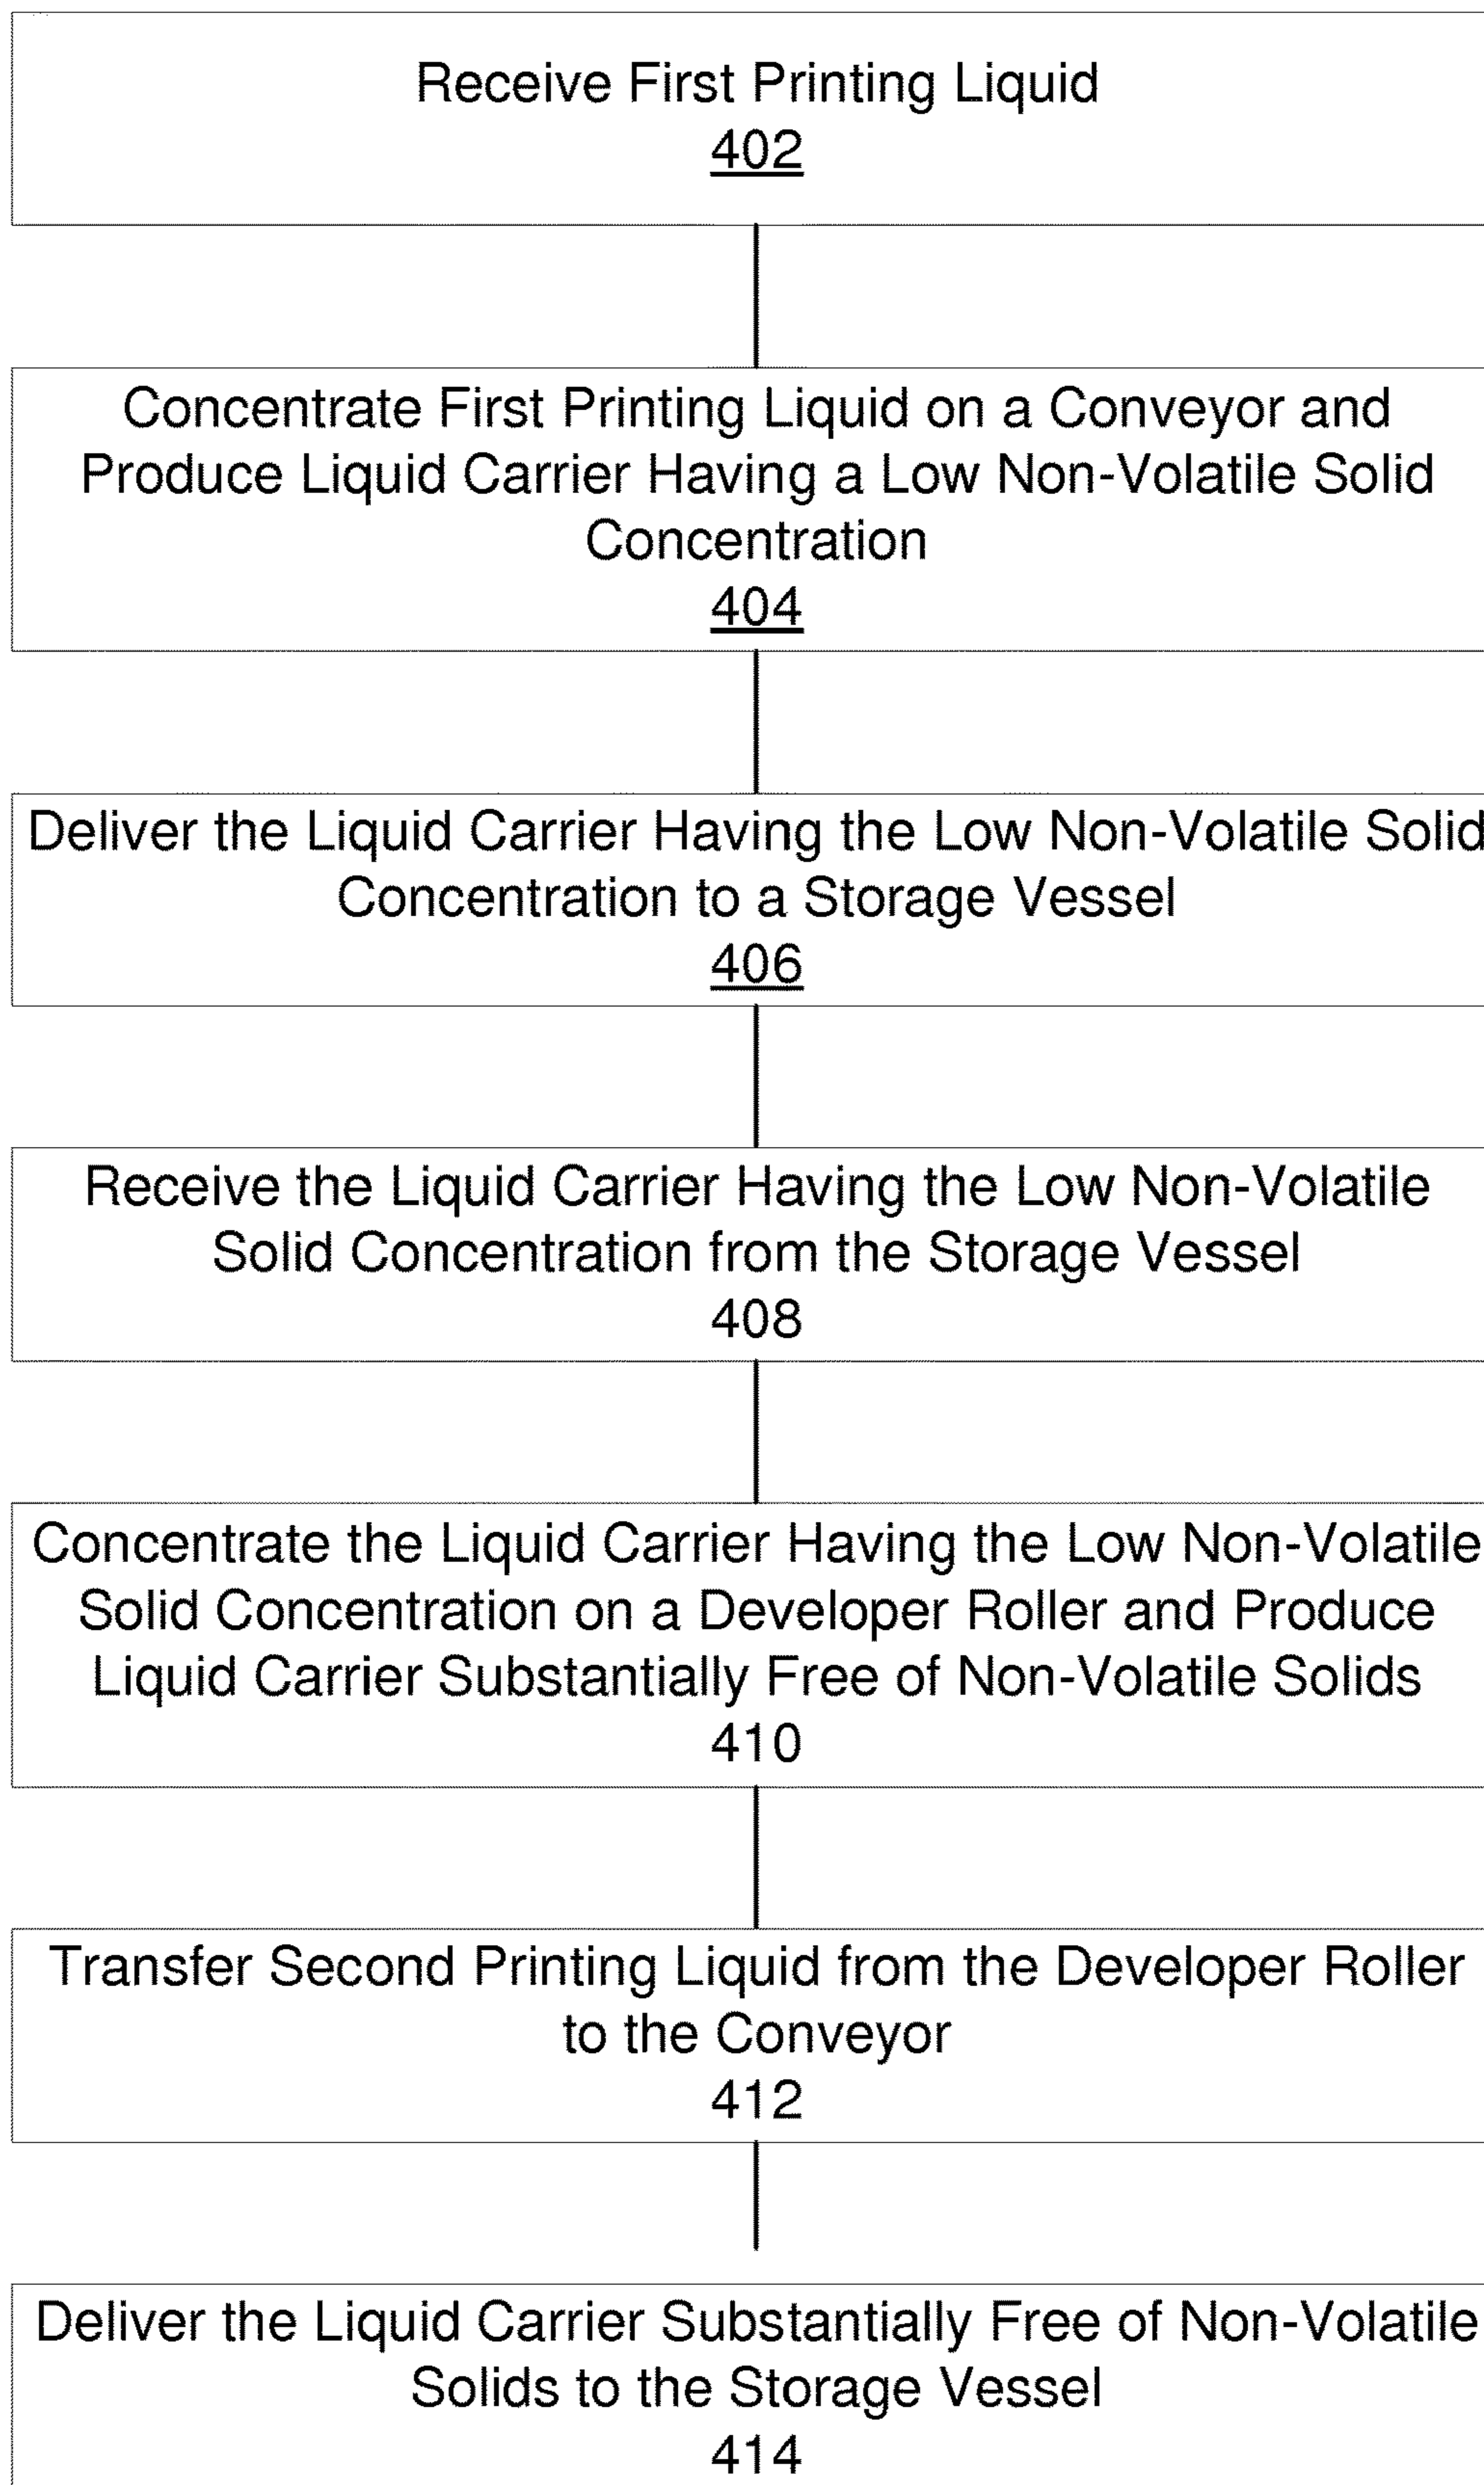 Receive First Printing Liquid
402
Concentrate First Printing Liquid on a Conveyor and
Produce Liquid Carrier Having a Low Non-Volatile Solid
Concentration
404
Deliver the Liquid Carrier Having the Low Non-Volatile Solid
Concentration to a Storage Vessel
406
Receive the Liquid Carrier Having the Low Non-Volatile
Solid Concentration from the Storage Vessel
408
Concentrate the Liquid Carrier Having the Low Non-Volatile
Solid Concentration on a Developer Roller and Produce
Liquid Carrier Substantially Free of Non-Volatile Solids
410
Transfer Second Printing Liquid from the Developer Roller
to the Conveyor
412
Deliver the Liquid Carrier Substantially Free of Non-Volatile
Solids to the Storage Vessel
414